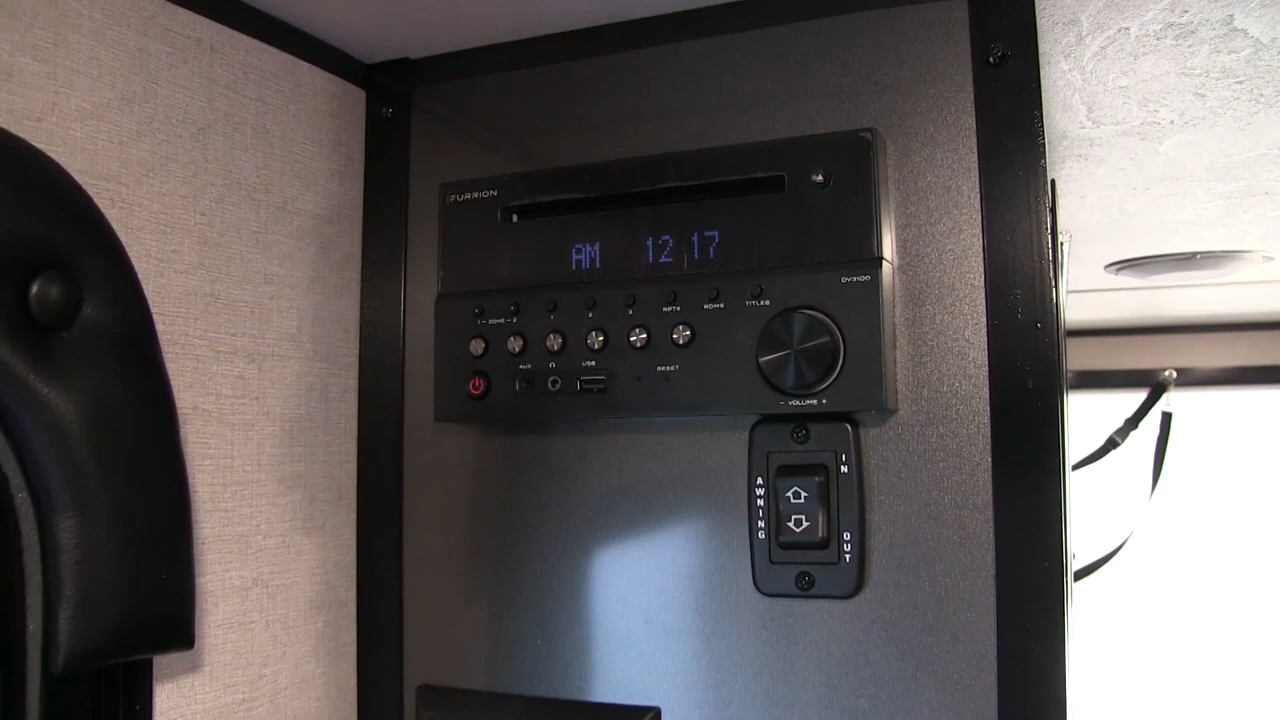 FURRION
AM 12 17
DV3100
1 - ZONE - 2
1
2
3
RPT4
RDM5
TITLE6
AUX
USB
RESET
- VOLUME +
AWNING
IN
OUT